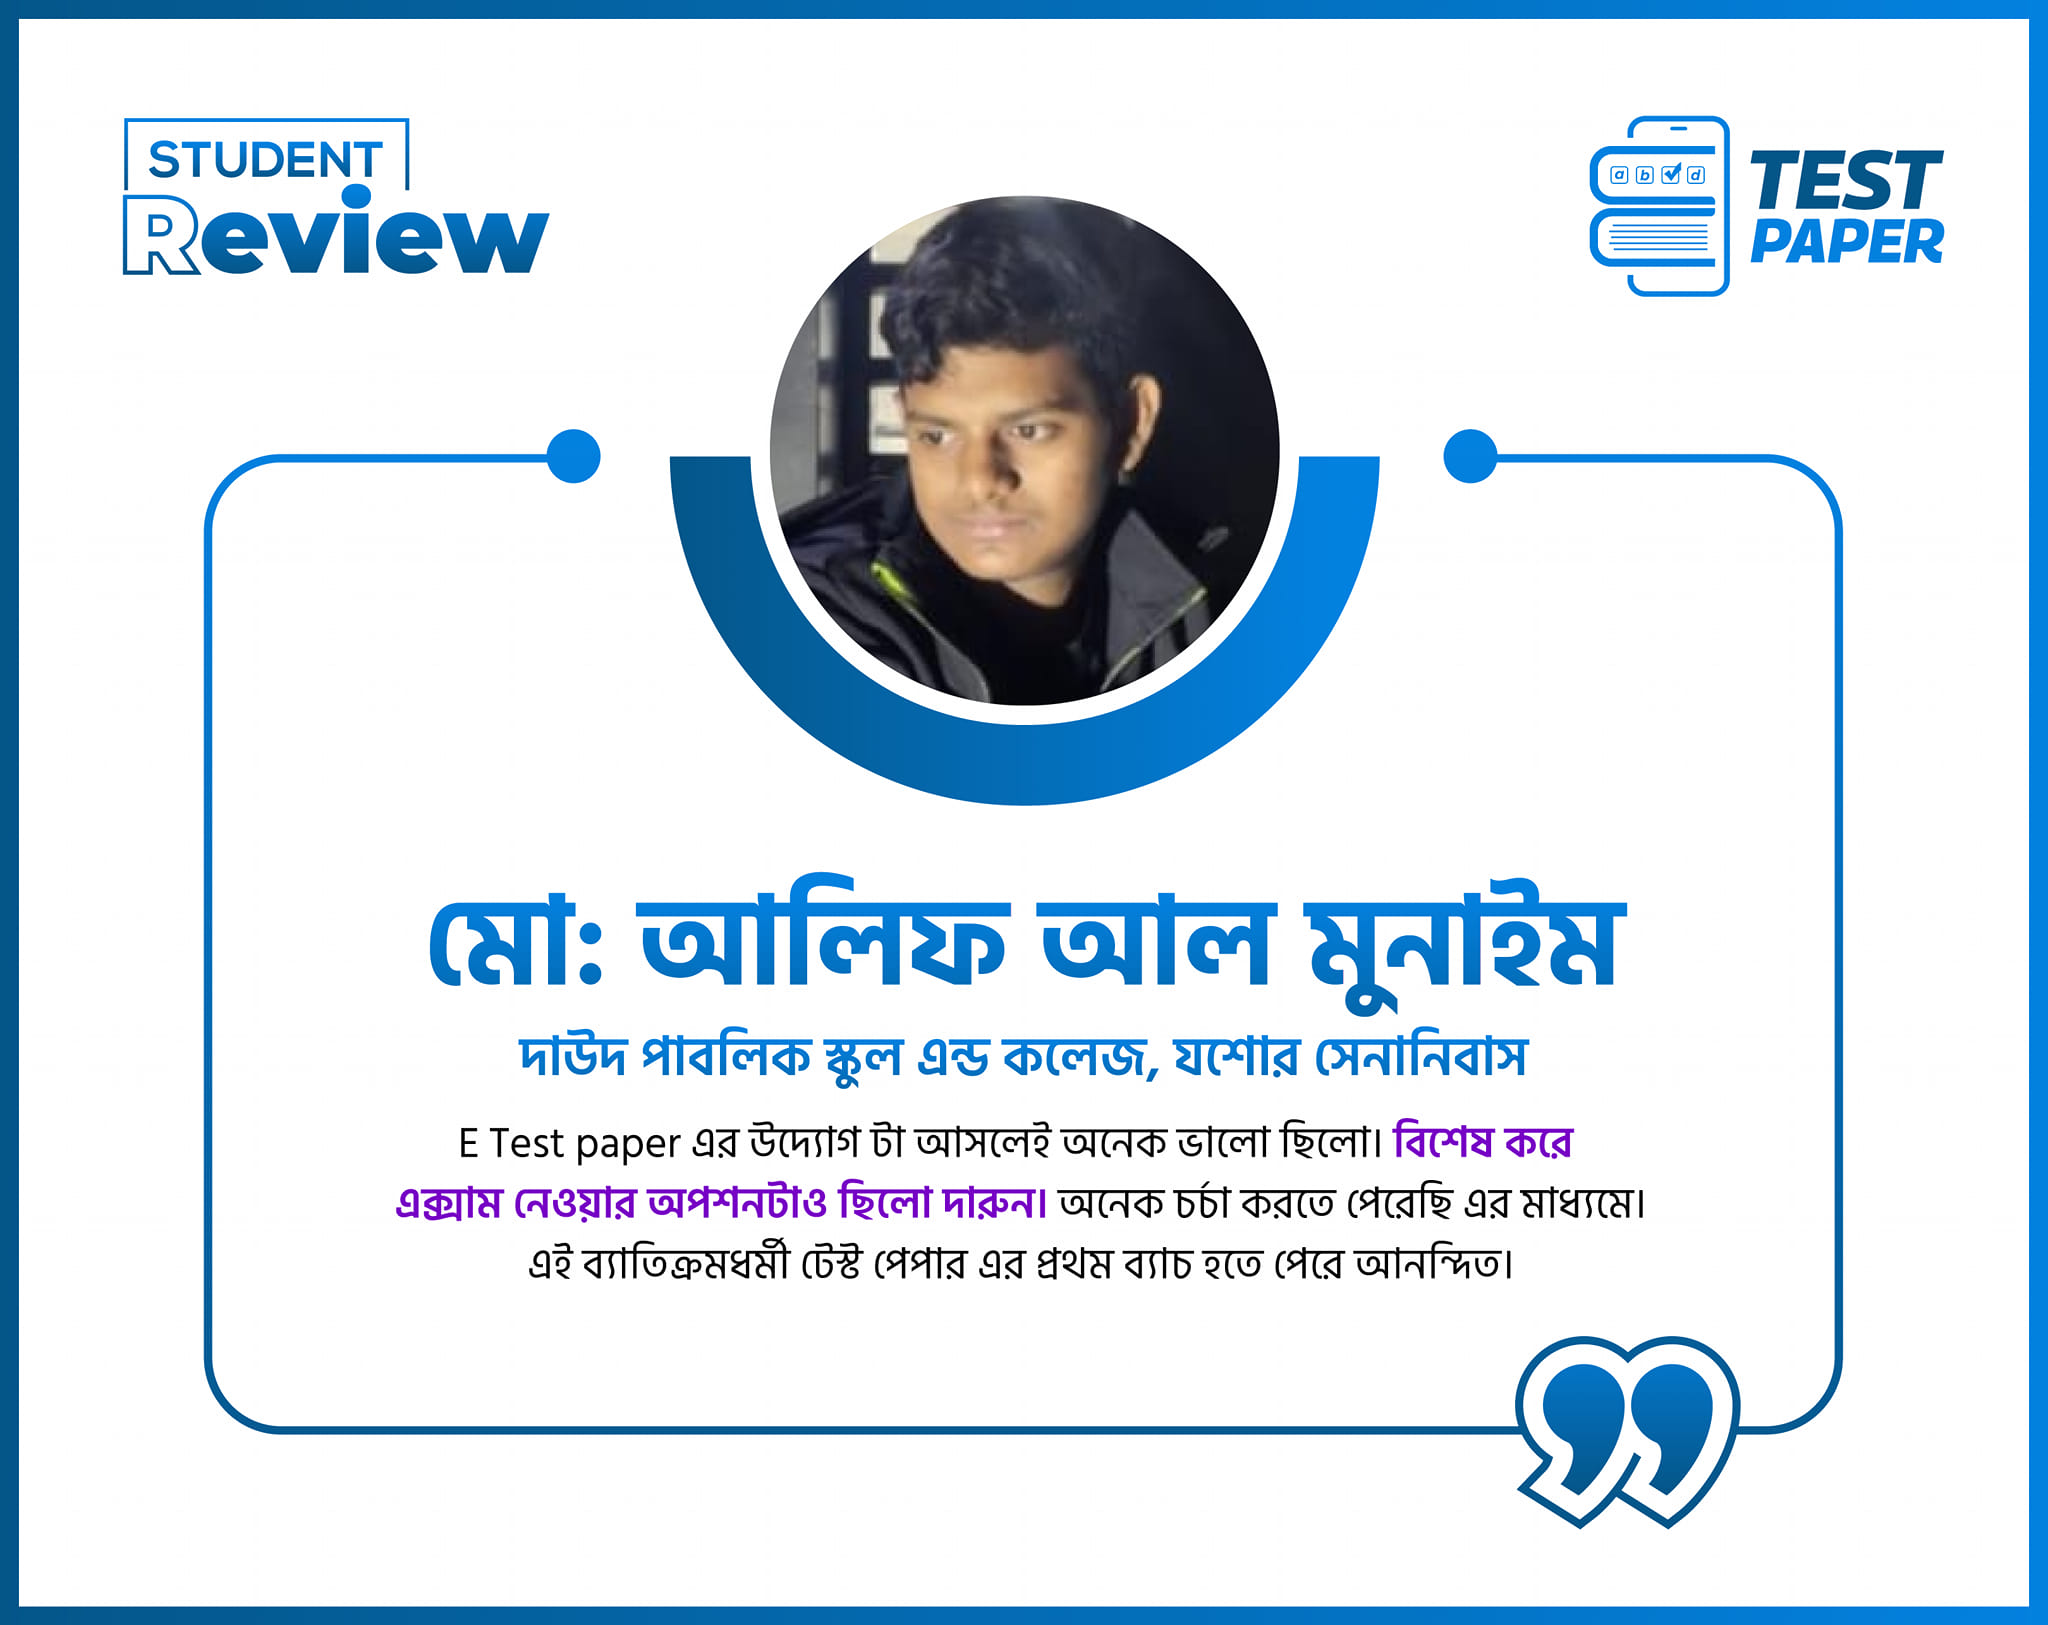 STUDENT
Review
a b d
TEST
PAPER
মো: আলিফ আল মুনাইম
দাউদ পাবলিক স্কুল এন্ড কলেজ, যশোর সেনানিবাস
E Test paper এর উদ্যোগ টা আসলেই অনেক ভালো ছিলো। বিশেষ করে
এক্সাম নেওয়ার অপশনটাও ছিলো দারুন। অনেক চর্চা করতে পেরেছি এর মাধ্যমে।
এই ব্যাতিক্রমধর্মী টেস্ট পেপার এর প্রথম ব্যাচ হতে পেরে আনন্দিত।